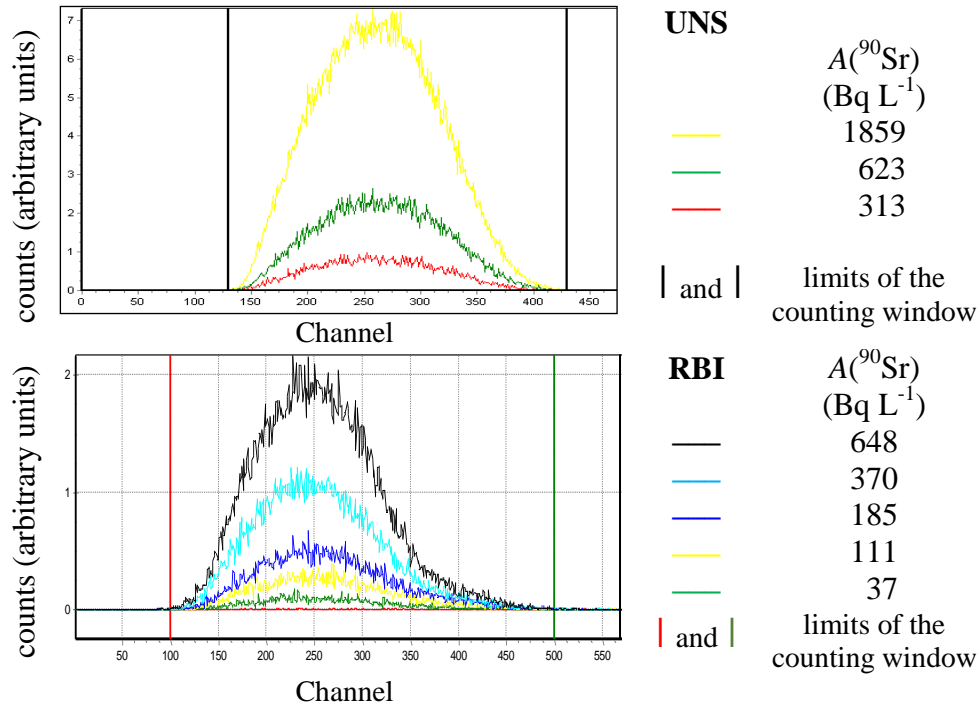 counts (arbitrary units)
7
6
5
4
3
2
1
0
0 50 100 150 200 250 300 350 400 450
Channel
UNS
A(⁹⁰Sr)
(Bq L⁻¹)
1859
623
313
| and | limits of the
counting window
counts (arbitrary units)
2
1
0
50 100 150 200 250 300 350 400 450 500 550
Channel
RBI
A(⁹⁰Sr)
(Bq L⁻¹)
648
370
185
111
37
| and | limits of the
counting window